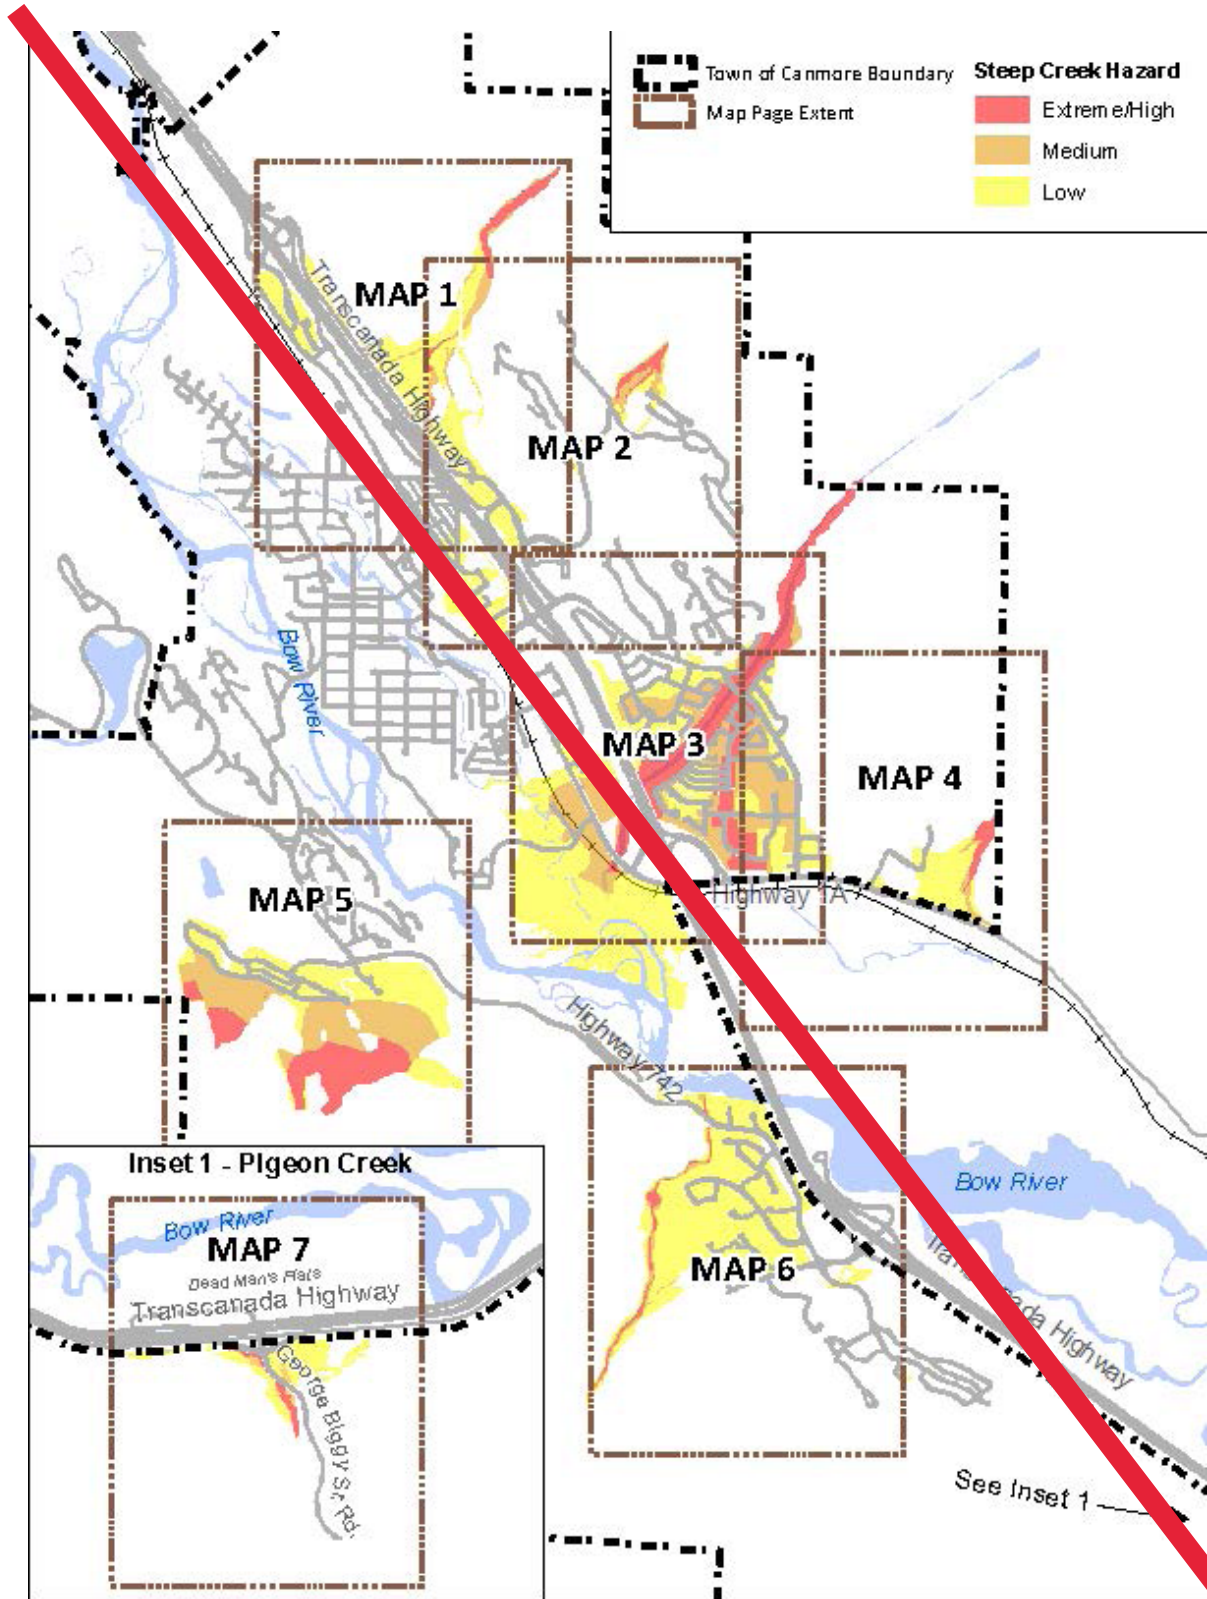 Town of Canmore Boundary
Map Page Extent
Steep Creek Hazard
Extreme/High
Medium
Low
MAP 1
Transcanada Highway
MAP 2
Bow River
MAP 3
MAP 4
Highway 1A
MAP 5
Highway 742
Bow River
MAP 6
Transcanada Highway
See Inset 1
Inset 1 - Pigeon Creek
Bow River
MAP 7
Dead Man's Flats
Transcanada Highway
George Biggy Sr. Rd.